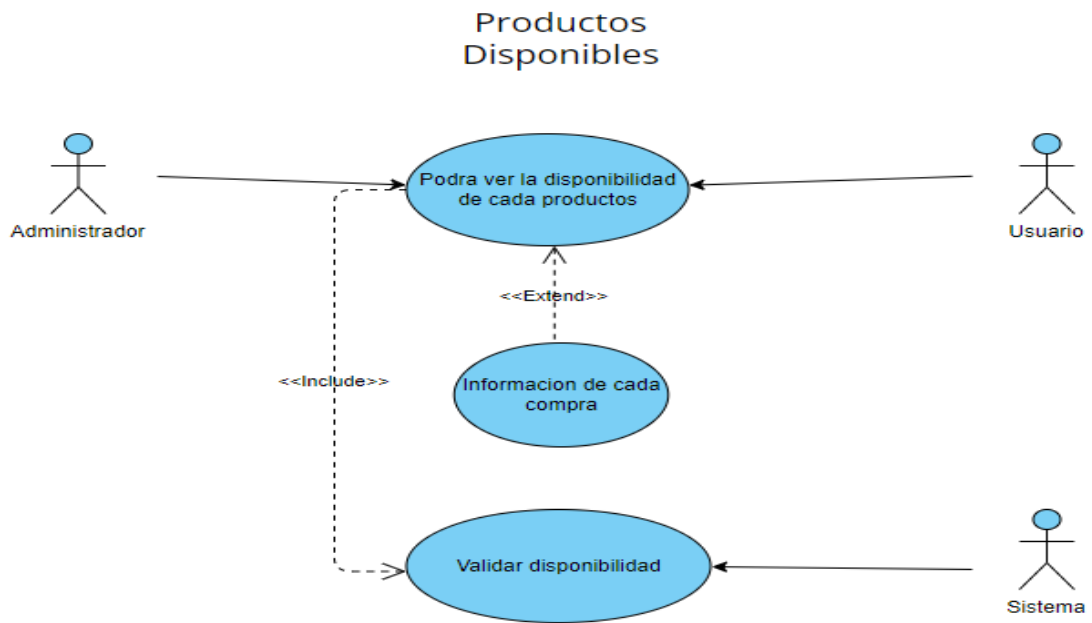 Productos
Disponibles
Podra ver la disponibilidad
de cada productos
Administrador
Usuario
<<Extend>>
<<Include>>
Informacion de cada
compra
Validar disponibilidad
Sistema